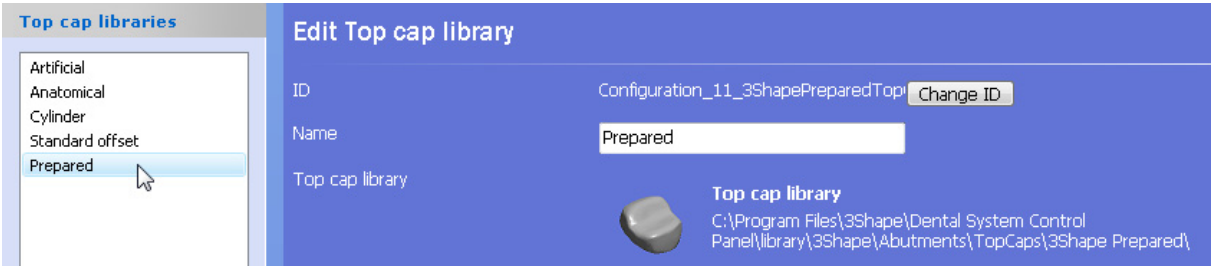 Top cap libraries
Artificial
Anatomical
Cylinder
Standard offset
Prepared
Edit Top cap library
ID
Configuration_11_3ShapePreparedTop
Change ID
Name
Prepared
Top cap library
Top cap library
C:\Program Files\3Shape\Dental System Control
Panel\library\3Shape\Abutments\TopCaps\3Shape Prepared\